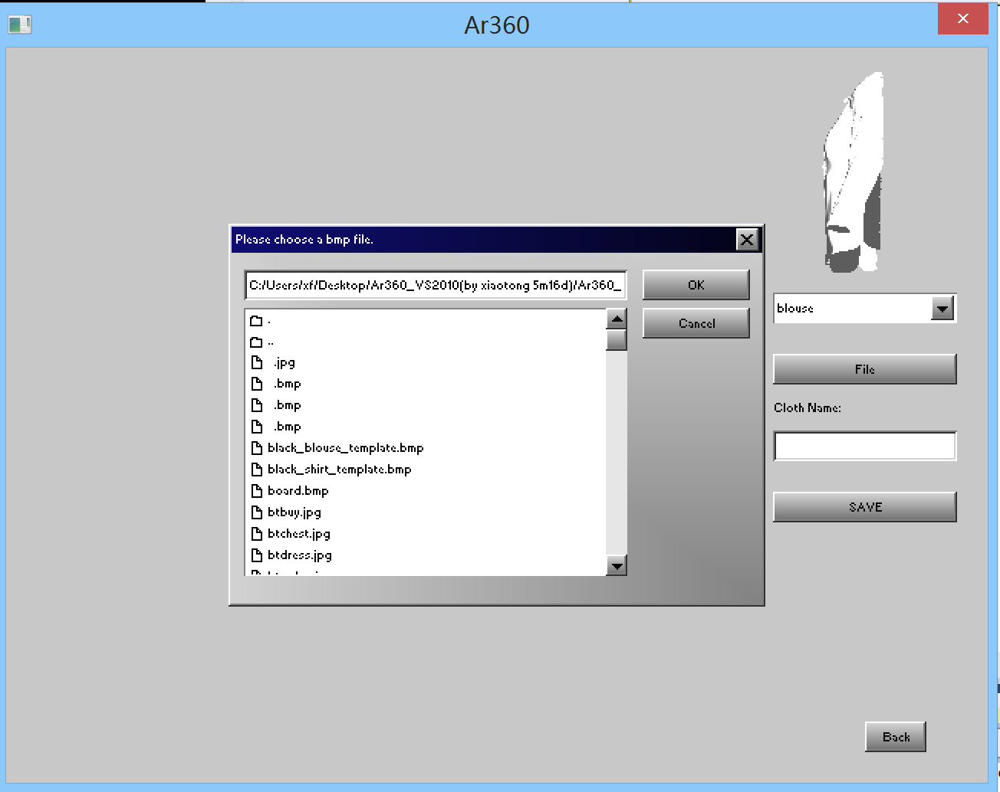 Ar360
Please choose a bmp file.
C:/Users/xf/Desktop/Ar360_VS2010(by xiaotong 5m16d)/Ar360_
OK
Cancel
.
..
.jpg
.bmp
.bmp
.bmp
black_blouse_template.bmp
black_shirt_template.bmp
board.bmp
btbuy.jpg
btchest.jpg
btdress.jpg
blouse
File
Cloth Name:
SAVE
Back